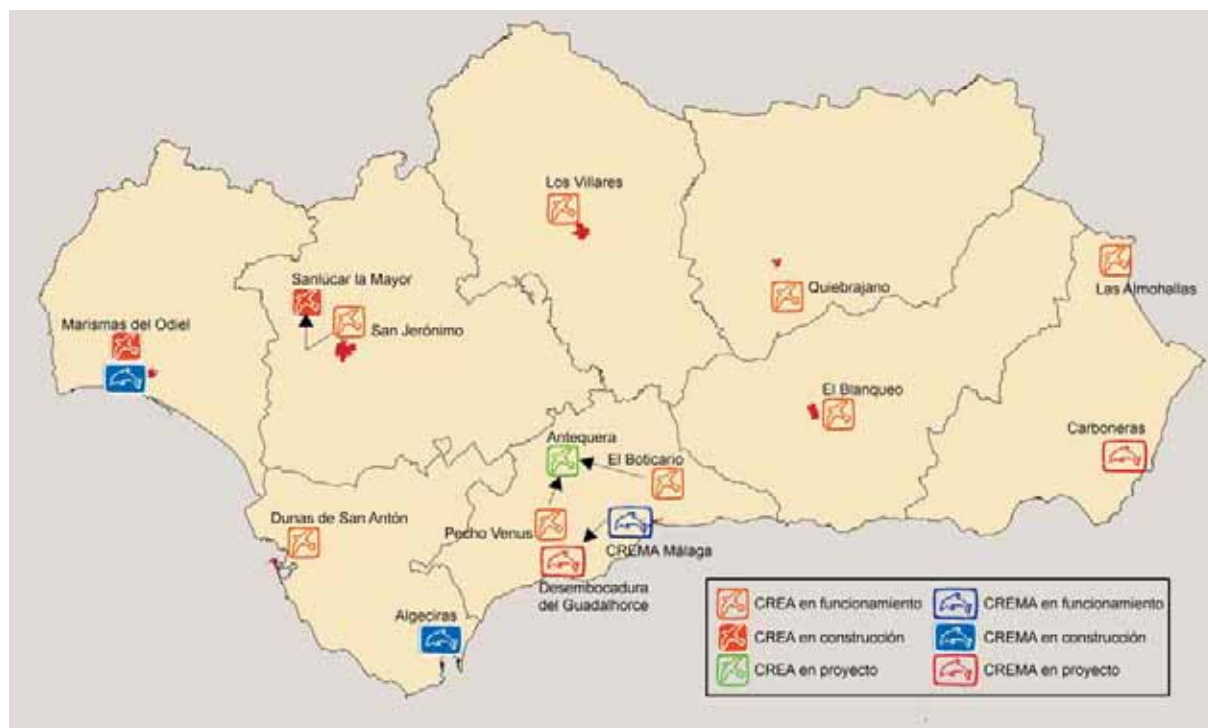 Los Villares
Sanlúcar la Mayor
San Jerónimo
Quiebrajano
Las Almohallas
Marismas del Odiel
El Blanqueo
Carboneras
Antequera
El Boticario
Dunas de San Antón
Pecho Venus
CREMA Málaga
Desembocadura
del Guadalhorce
Algeciras
CREA en funcionamiento
CREA en construcción
CREA en proyecto
CREMA en funcionamiento
CREMA en construcción
CREMA en proyecto